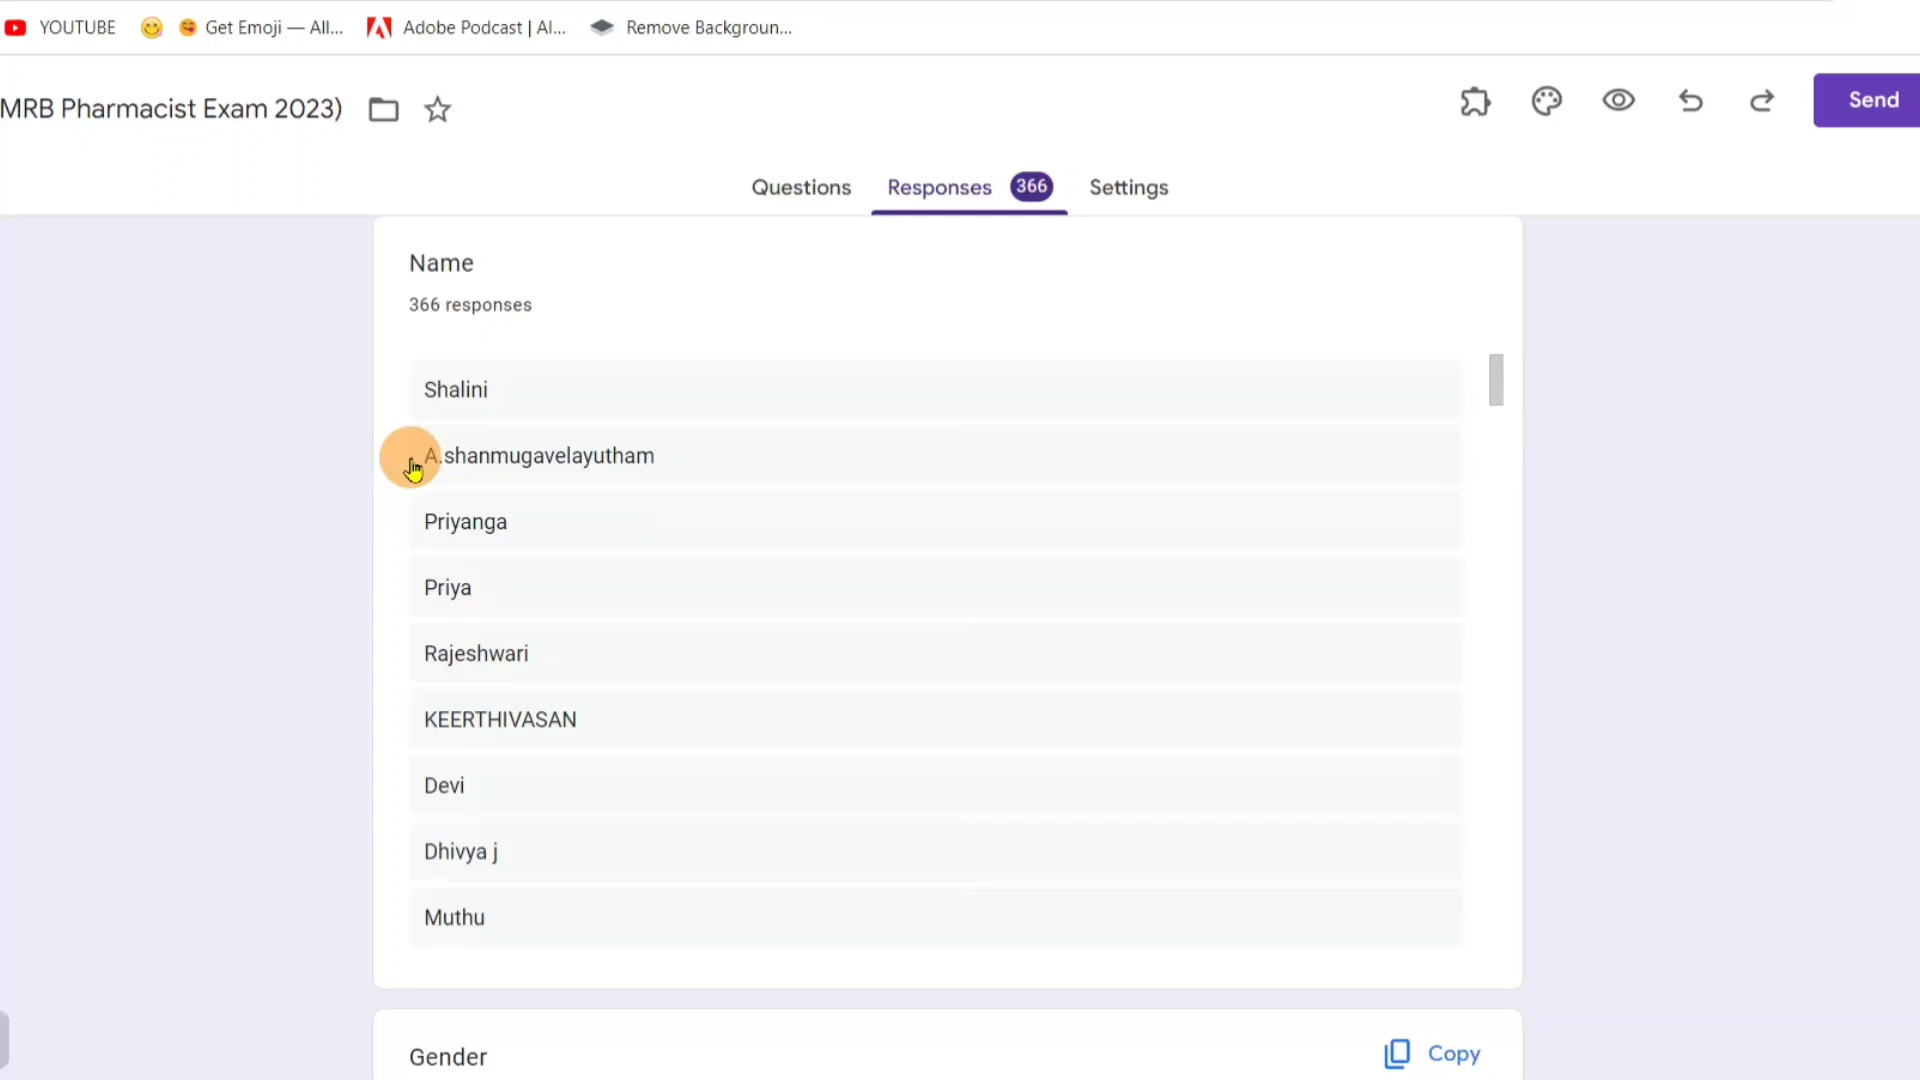 YOUTUBE
Get Emoji — All...
Adobe Podcast | AI...
Remove Backgroun...
MRB Pharmacist Exam 2023)
Send
Questions
Responses 366
Settings
Name
366 responses
Shalini
A.shanmugavelayutham
Priyanga
Priya
Rajeshwari
KEERTHIVASAN
Devi
Dhivya j
Muthu
Gender
Copy